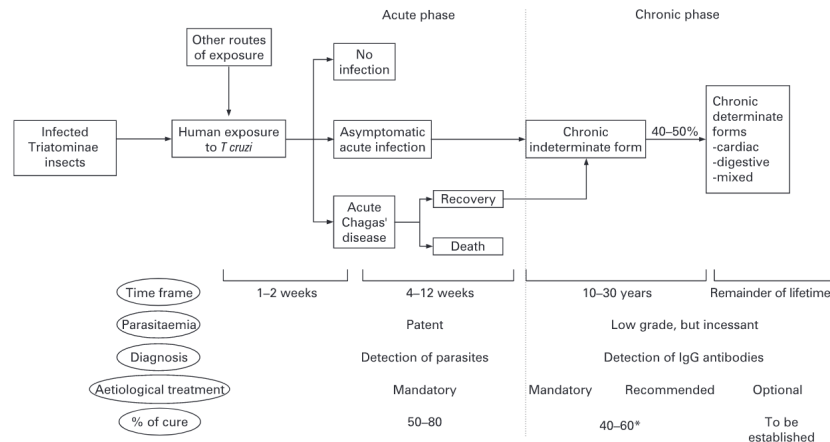 Acute phase
Chronic phase
Other routes
of exposure
No
infection
Infected
Triatominae
insects
Human exposure
to T cruzi
Asymptomatic
acute infection
Chronic
indeterminate form
40–50%
Chronic
determinate
forms
-cardiac
-digestive
-mixed
Acute
Chagas'
disease
Recovery
Death
Time frame
1–2 weeks
4–12 weeks
10–30 years
Remainder of lifetime
Parasitaemia
Patent
Low grade, but incessant
Diagnosis
Detection of parasites
Detection of IgG antibodies
Aetiological treatment
Mandatory
Mandatory
Recommended
Optional
% of cure
50–80
40–60*
To be
established